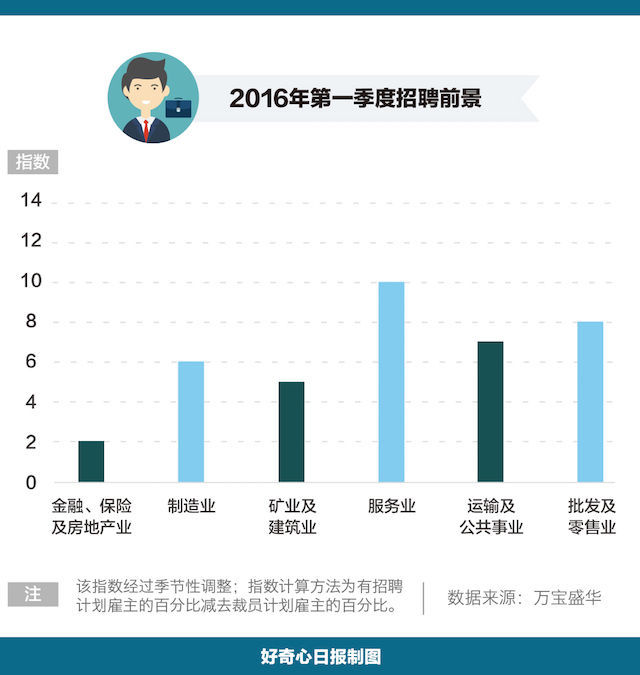 2016年第一季度招聘前景
指数
14
12
10
8
6
4
2
0
金融、保险
及房地产业
制造业
矿业及
建筑业
服务业
运输及
公共事业
批发及
零售业
注
该指数经过季节性调整；指数计算方法为有招聘
计划雇主的百分比减去裁员计划雇主的百分比。
数据来源：万宝盛华
好奇心日报制图